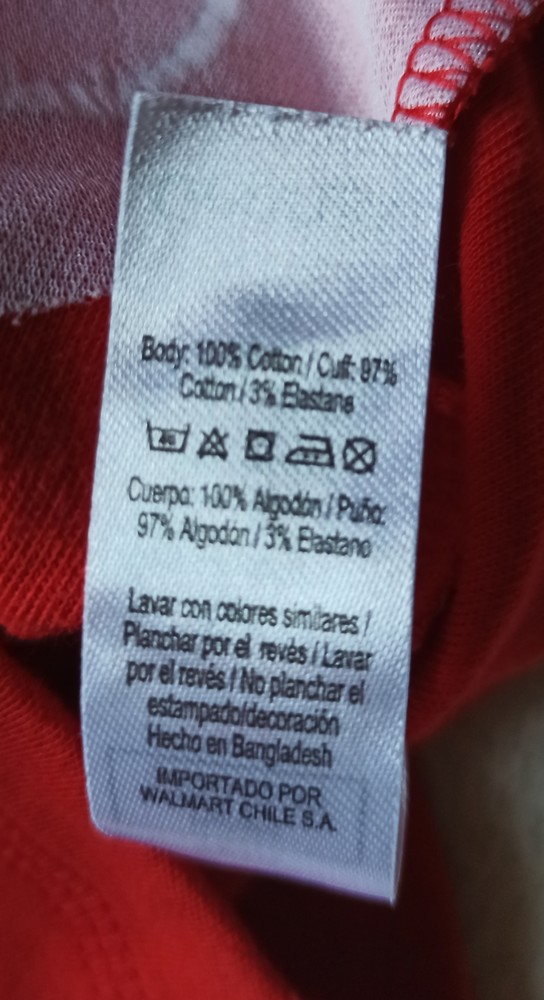 Body: 100% Cotton / Cuff: 97%
Cotton / 3% Elastane
Cuerpo: 100% Algodón / Puño:
97% Algodón / 3% Elastano
Lavar con colores similares /
Planchar por el revés / Lavar
por el revés / No planchar el
estampado/decoración
Hecho en Bangladesh
IMPORTADO POR
WALMART CHILE S.A.